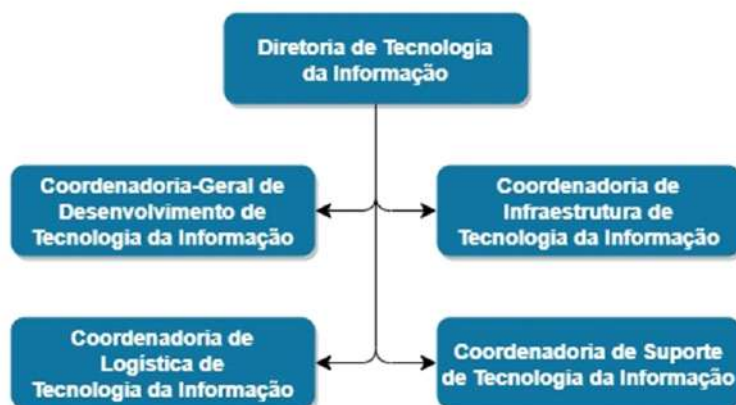 Diretoria de Tecnologia
da Informação
Coordenadoria-Geral de
Desenvolvimento de
Tecnologia da Informação
Coordenadoria de
Infraestrutura de
Tecnologia da Informação
Coordenadoria de
Logística de
Tecnologia da Informação
Coordenadoria de Suporte
de Tecnologia da Informação